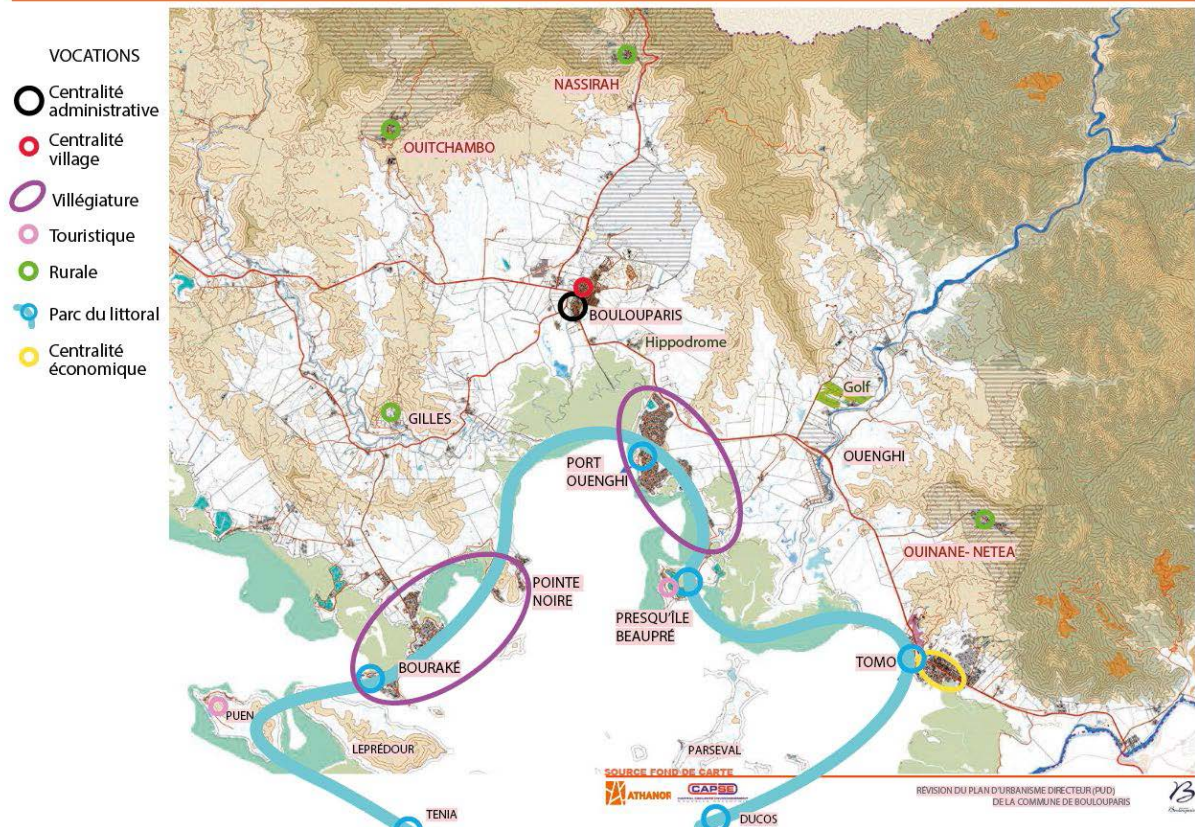 VOCATIONS
Centralité
administrative
Centralité
village
Villégiature
Touristique
Rurale
Parc du littoral
Centralité
économique
NASSIRAH
OUITCHAMBO
BOULOUPARIS
Hippodrome
Golf
GILLES
OUENGHI
PORT
OUENGHI
OUINANE- NETEA
POINTE
NOIRE
PRESQU'ÎLE
BEAUPRÉ
TOMO
BOURAKÉ
PUEN
LEPRÉDOUR
PARSEVAL
TENIA
DUCOS
SOURCE FOND DE CARTE
ATHANOR
CAPSE
RÉVISION DU PLAN D'URBANISME DIRECTEUR (PUD)
DE LA COMMUNE DE BOULOUPARIS